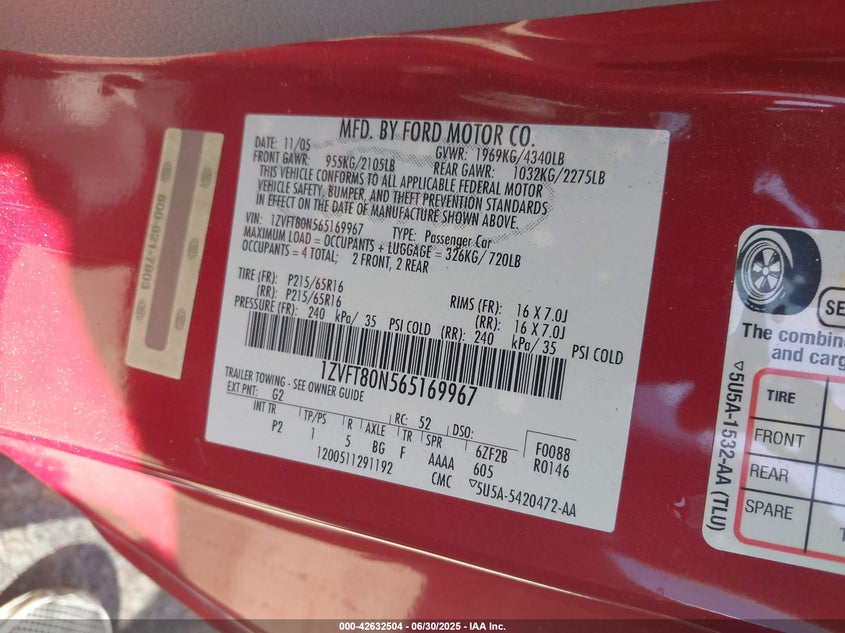 MFD. BY FORD MOTOR CO.
DATE: 11/05 GVWR: 1969KG/4340LB
FRONT GAWR: 955KG/2105LB REAR GAWR: 1032KG/2275LB
THIS VEHICLE CONFORMS TO ALL APPLICABLE FEDERAL MOTOR
VEHICLE SAFETY, BUMPER, AND THEFT PREVENTION STANDARDS
IN EFFECT ON THE DATE OF MANUFACTURE SHOWN ABOVE.
VIN: 1ZVFT80N565169967 TYPE: Passenger Car
MAXIMUM LOAD = OCCUPANTS + LUGGAGE = 326KG/720LB
OCCUPANTS = 4 TOTAL; 2 FRONT, 2 REAR
TIRE (FR): P215/65R16 RIMS (FR): 16 X 7.0J
(RR): P215/65R16 (RR): 16 X 7.0J
PRESSURE (FR): 240 kPa/ 35 PSI COLD (RR): 240 kPa/ 35 PSI COLD
1ZVFT80N565169967
TRAILER TOWING - SEE OWNER GUIDE
EXT PNT: G2 RC: 52 DSO: F0088
INT TR TP/PS R AXLE TR SPR 6ZF2B R0146
P2 1 5 BG F AAAA 605
1200511291192 CMC ▽5U5A-5420472-AA
800-621-7803
SE
The combine
and carg
TIRE
FRONT
REAR
SPARE
T
▽5U5A-1532-AA (TLU)
000-42632504 - 06/30/2025 - IAA Inc.